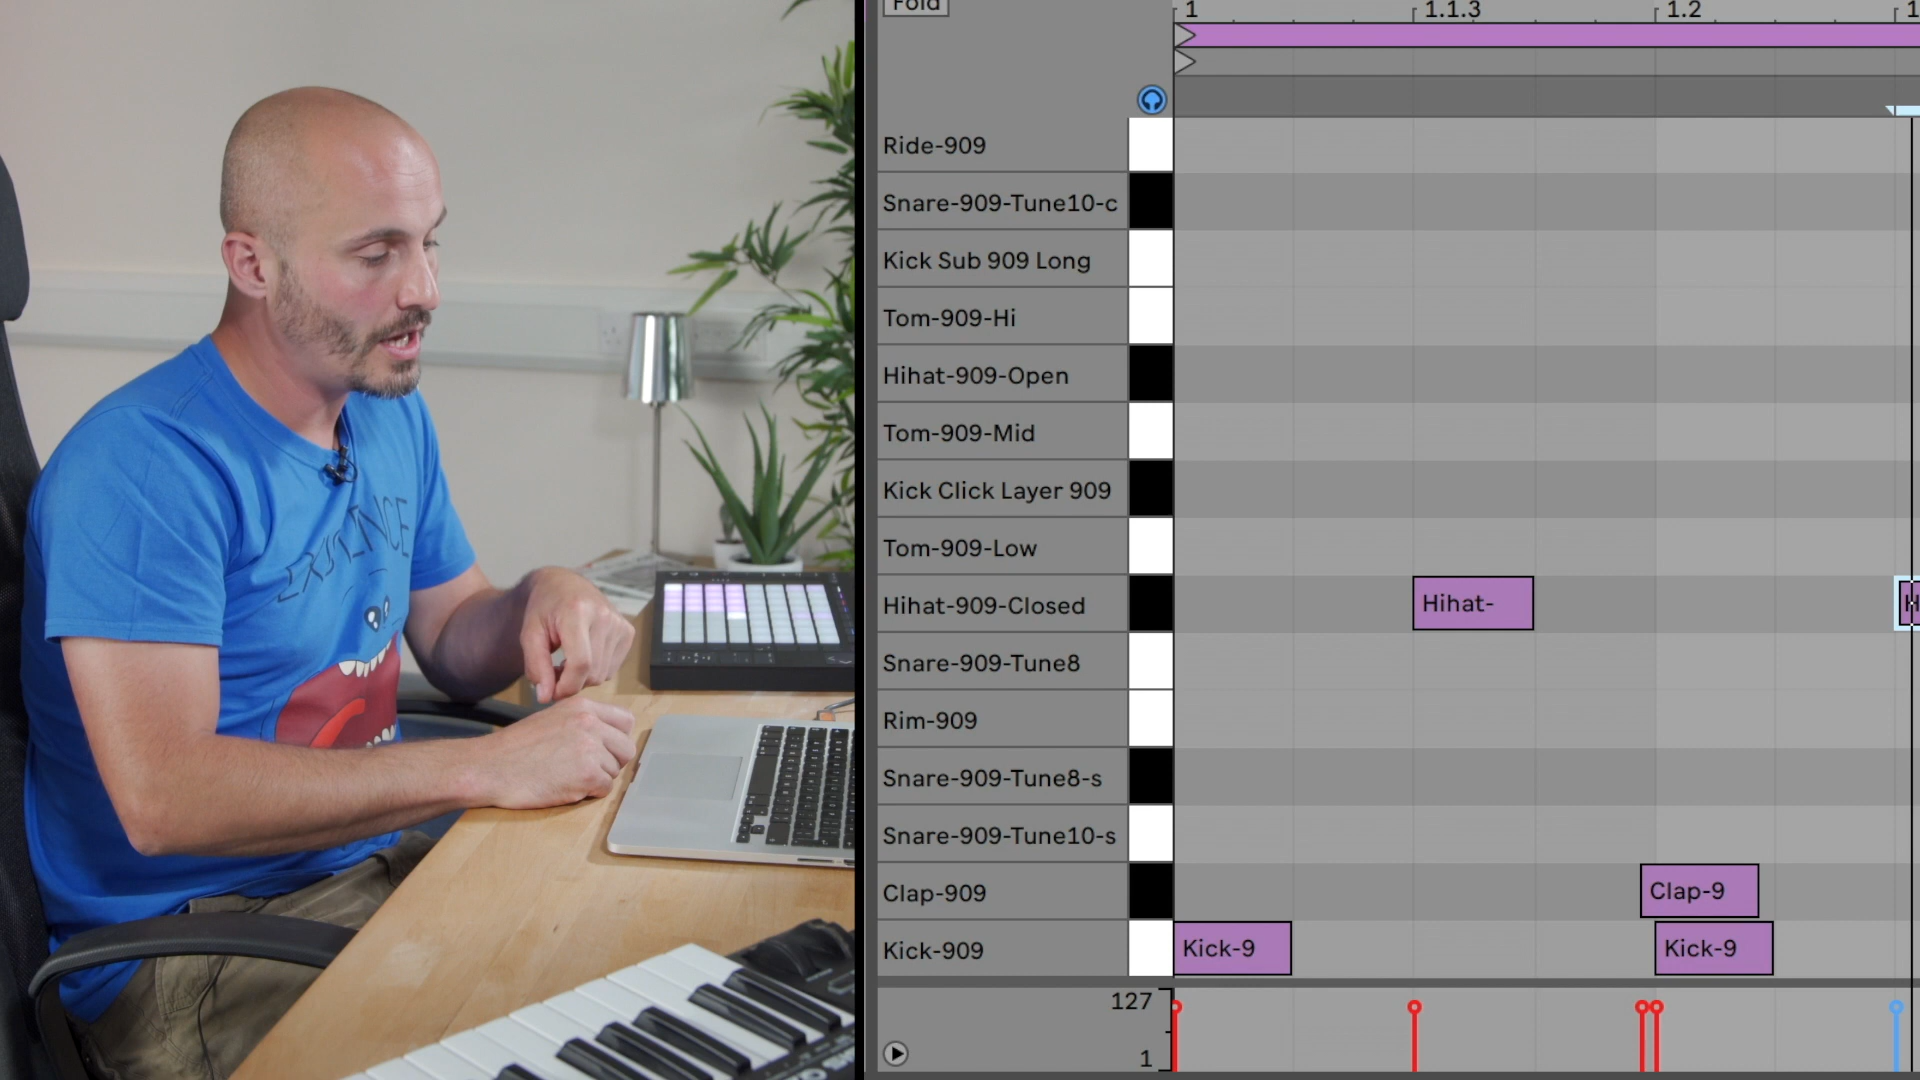 Fold
1
1.1.3
1.2
Ride-909
Snare-909-Tune10-c
Kick Sub 909 Long
Tom-909-Hi
Hihat-909-Open
Tom-909-Mid
Kick Click Layer 909
Tom-909-Low
Hihat-909-Closed
Hihat-
H
Snare-909-Tune8
Rim-909
Snare-909-Tune8-s
Snare-909-Tune10-s
Clap-909
Clap-9
Kick-909
Kick-9
Kick-9
127
1